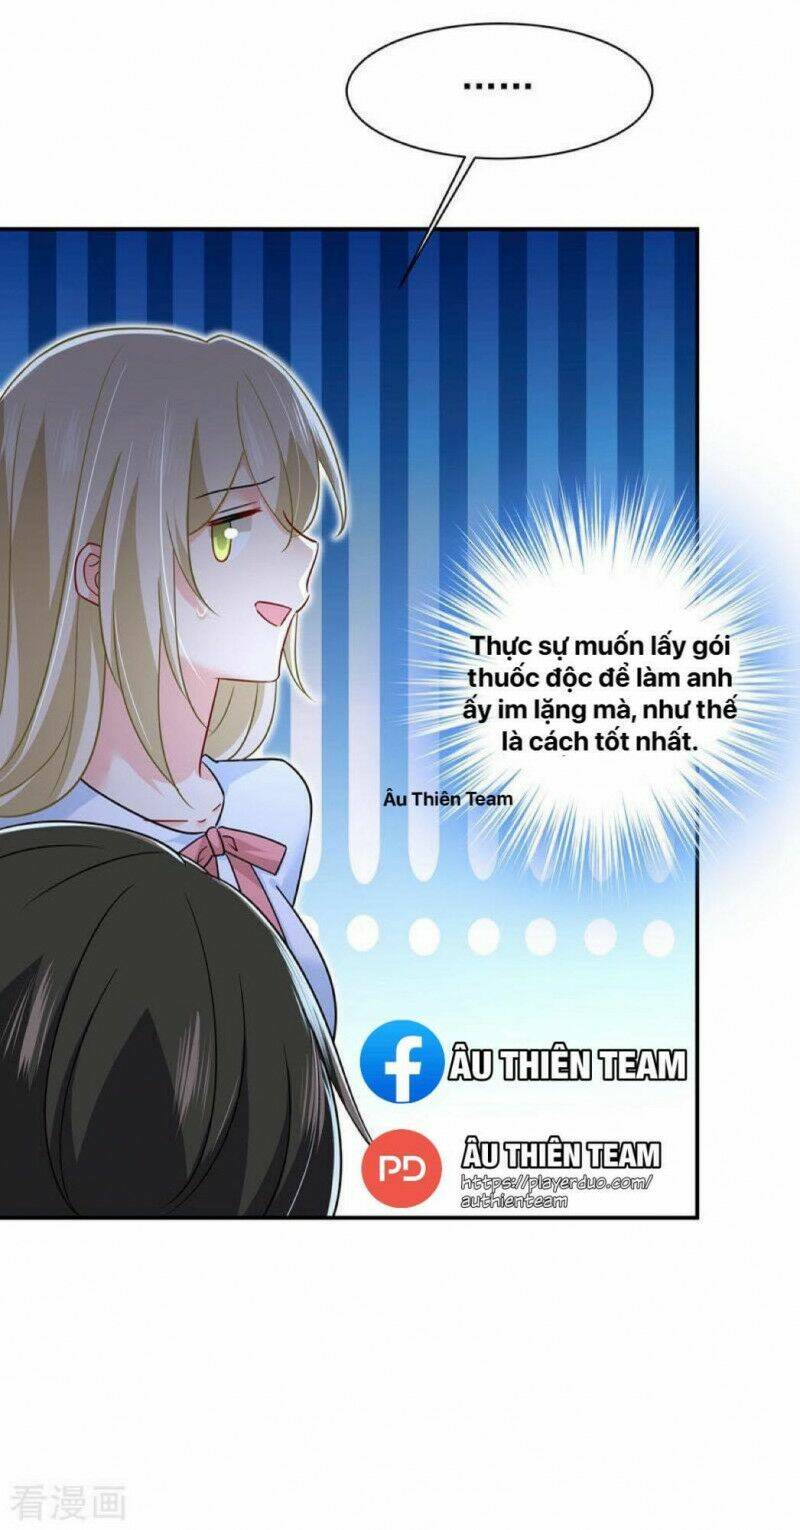 ......
Thực sự muốn lấy gói
thuốc độc để làm anh
ấy im lặng mà, như thế
là cách tốt nhất.
Âu Thiên Team
ÂU THIÊN TEAM
PD
ÂU THIÊN TEAM
https://playerduo.com/
authienteam
看漫画